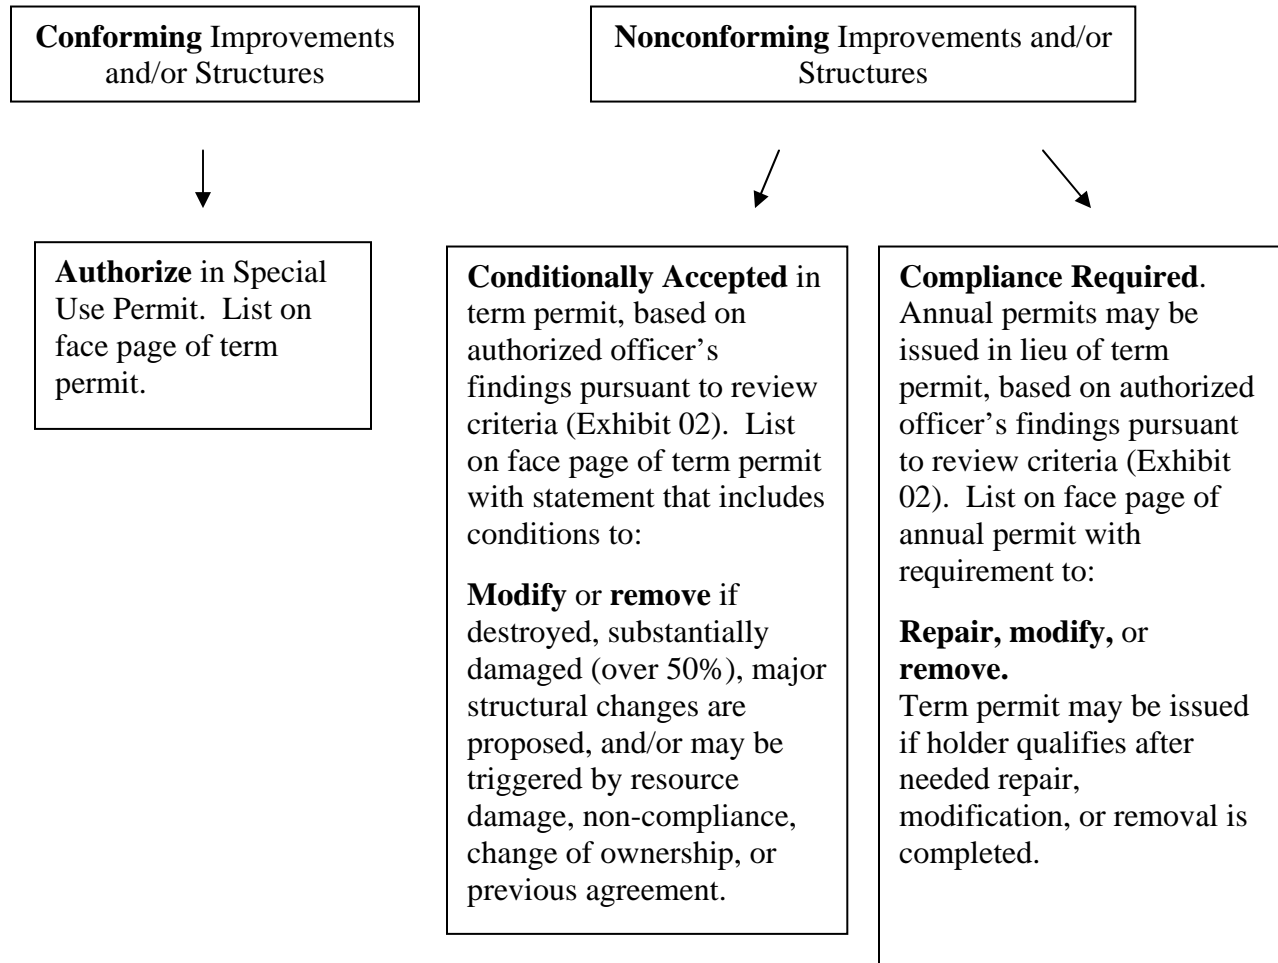 Conforming Improvements
and/or Structures
Nonconforming Improvements and/or
Structures
Authorize in Special
Use Permit.  List on
face page of term
permit.
Conditionally Accepted in
term permit, based on
authorized officer’s
findings pursuant to review
criteria (Exhibit 02).  List
on face page of term permit
with statement that includes
conditions to:
Modify or remove if
destroyed, substantially
damaged (over 50%), major
structural changes are
proposed, and/or may be
triggered by resource
damage, non-compliance,
change of ownership, or
previous agreement.
Compliance Required.
Annual permits may be
issued in lieu of term
permit, based on authorized
officer’s findings pursuant
to review criteria (Exhibit
02).  List on face page of
annual permit with
requirement to:
Repair, modify, or
remove.
Term permit may be issued
if holder qualifies after
needed repair,
modification, or removal is
completed.